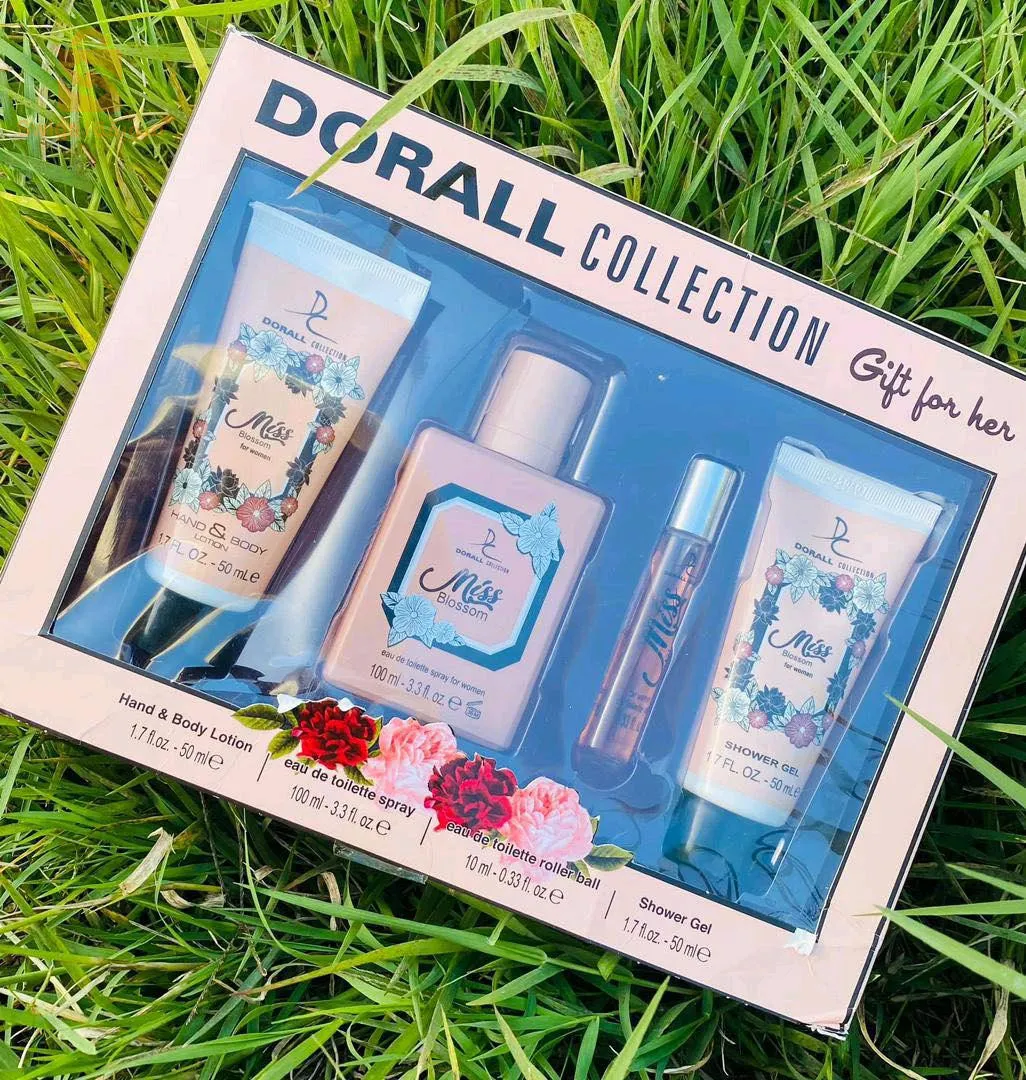 DORALL COLLECTION Gift for her
DC
DORALL COLLECTION
Miss
Blossom
for women
HAND & BODY
LOTION
1.7 FL. OZ. - 50 mL e
DC
DORALL COLLECTION
Miss
Blossom
eau de toilette spray for women
100 ml - 3.3 fl. oz. e
Miss
DC
DORALL COLLECTION
Miss
Blossom
for women
SHOWER GEL
1.7 FL. OZ. - 50 mL e
Hand & Body Lotion
1.7 fl.oz. - 50 ml e
eau de toilette spray
100 ml - 3.3 fl. oz. e
eau de toilette roller ball
10 ml - 0.33 fl. oz. e
Shower Gel
1.7 fl.oz. - 50 ml e